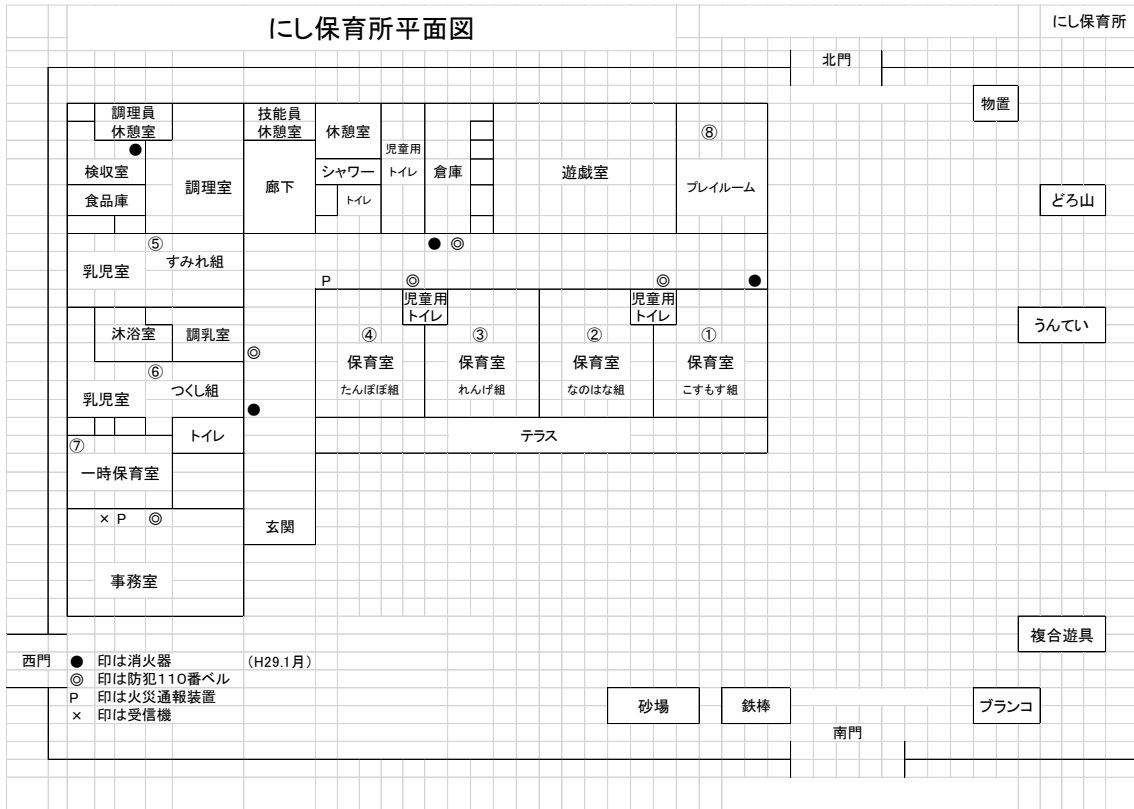 にし保育所平面図
にし保育所
北門
物置
調理員
休憩室
技能員
休憩室
休憩室
⑧
●
児童用
トイレ
検収室
調理室
廊下
シャワー
倉庫
遊戯室
プレイルーム
食品庫
トイレ
どろ山
⑤
すみれ組
乳児室
● ◎
P
◎
◎
●
児童用
トイレ
児童用
トイレ
うんてい
沐浴室
調乳室
◎
④
保育室
たんぽぽ組
③
保育室
れんげ組
②
保育室
なのはな組
①
保育室
こすもす組
⑥
つくし組
乳児室
●
トイレ
テラス
⑦
一時保育室
× P ◎
玄関
事務室
複合遊具
西門
● 印は消火器 (H29.1月)
◎ 印は防犯110番ベル
P 印は火災通報装置
× 印は受信機
砂場
鉄棒
ブランコ
南門